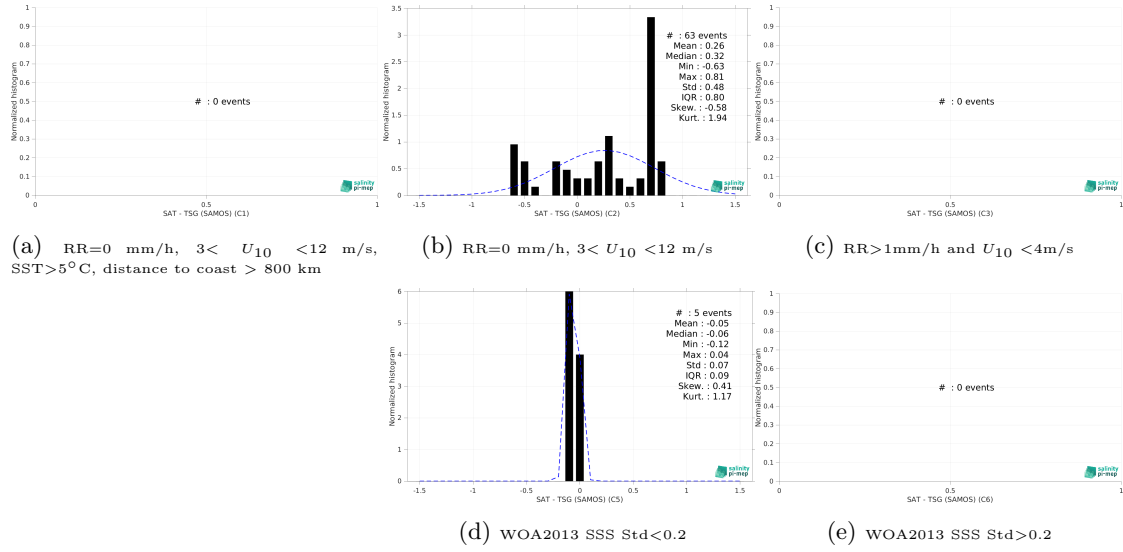 1
0.9
0.8
0.7
0.6
0.5
0.4
0.3
0.2
0.1
0
Normalized histogram
# : 0 events
salinity
pi-mep
0 0.5 1
SAT - TSG (SAMOS) (C1)
(a) RR=0 mm/h, 3< U10 <12 m/s,
SST>5°C, distance to coast > 800 km
3.5
3
2.5
2
1.5
1
0.5
0
Normalized histogram
# : 63 events
Mean : 0.26
Median : 0.32
Min : -0.63
Max : 0.81
Std : 0.48
IQR : 0.80
Skew. : -0.58
Kurt. : 1.94
salinity
pi-mep
-1.5 -1 -0.5 0 0.5 1 1.5
SAT - TSG (SAMOS) (C2)
(b) RR=0 mm/h, 3< U10 <12 m/s
1
0.9
0.8
0.7
0.6
0.5
0.4
0.3
0.2
0.1
0
Normalized histogram
# : 0 events
salinity
pi-mep
0 0.5 1
SAT - TSG (SAMOS) (C3)
(c) RR>1mm/h and U10 <4m/s
6
5
4
3
2
1
0
Normalized histogram
# : 5 events
Mean : -0.05
Median : -0.06
Min : -0.12
Max : 0.04
Std : 0.07
IQR : 0.09
Skew. : 0.41
Kurt. : 1.17
salinity
pi-mep
-1.5 -1 -0.5 0 0.5 1 1.5
SAT - TSG (SAMOS) (C5)
(d) WOA2013 SSS Std<0.2
1
0.9
0.8
0.7
0.6
0.5
0.4
0.3
0.2
0.1
0
Normalized histogram
# : 0 events
salinity
pi-mep
0 0.5 1
SAT - TSG (SAMOS) (C6)
(e) WOA2013 SSS Std>0.2